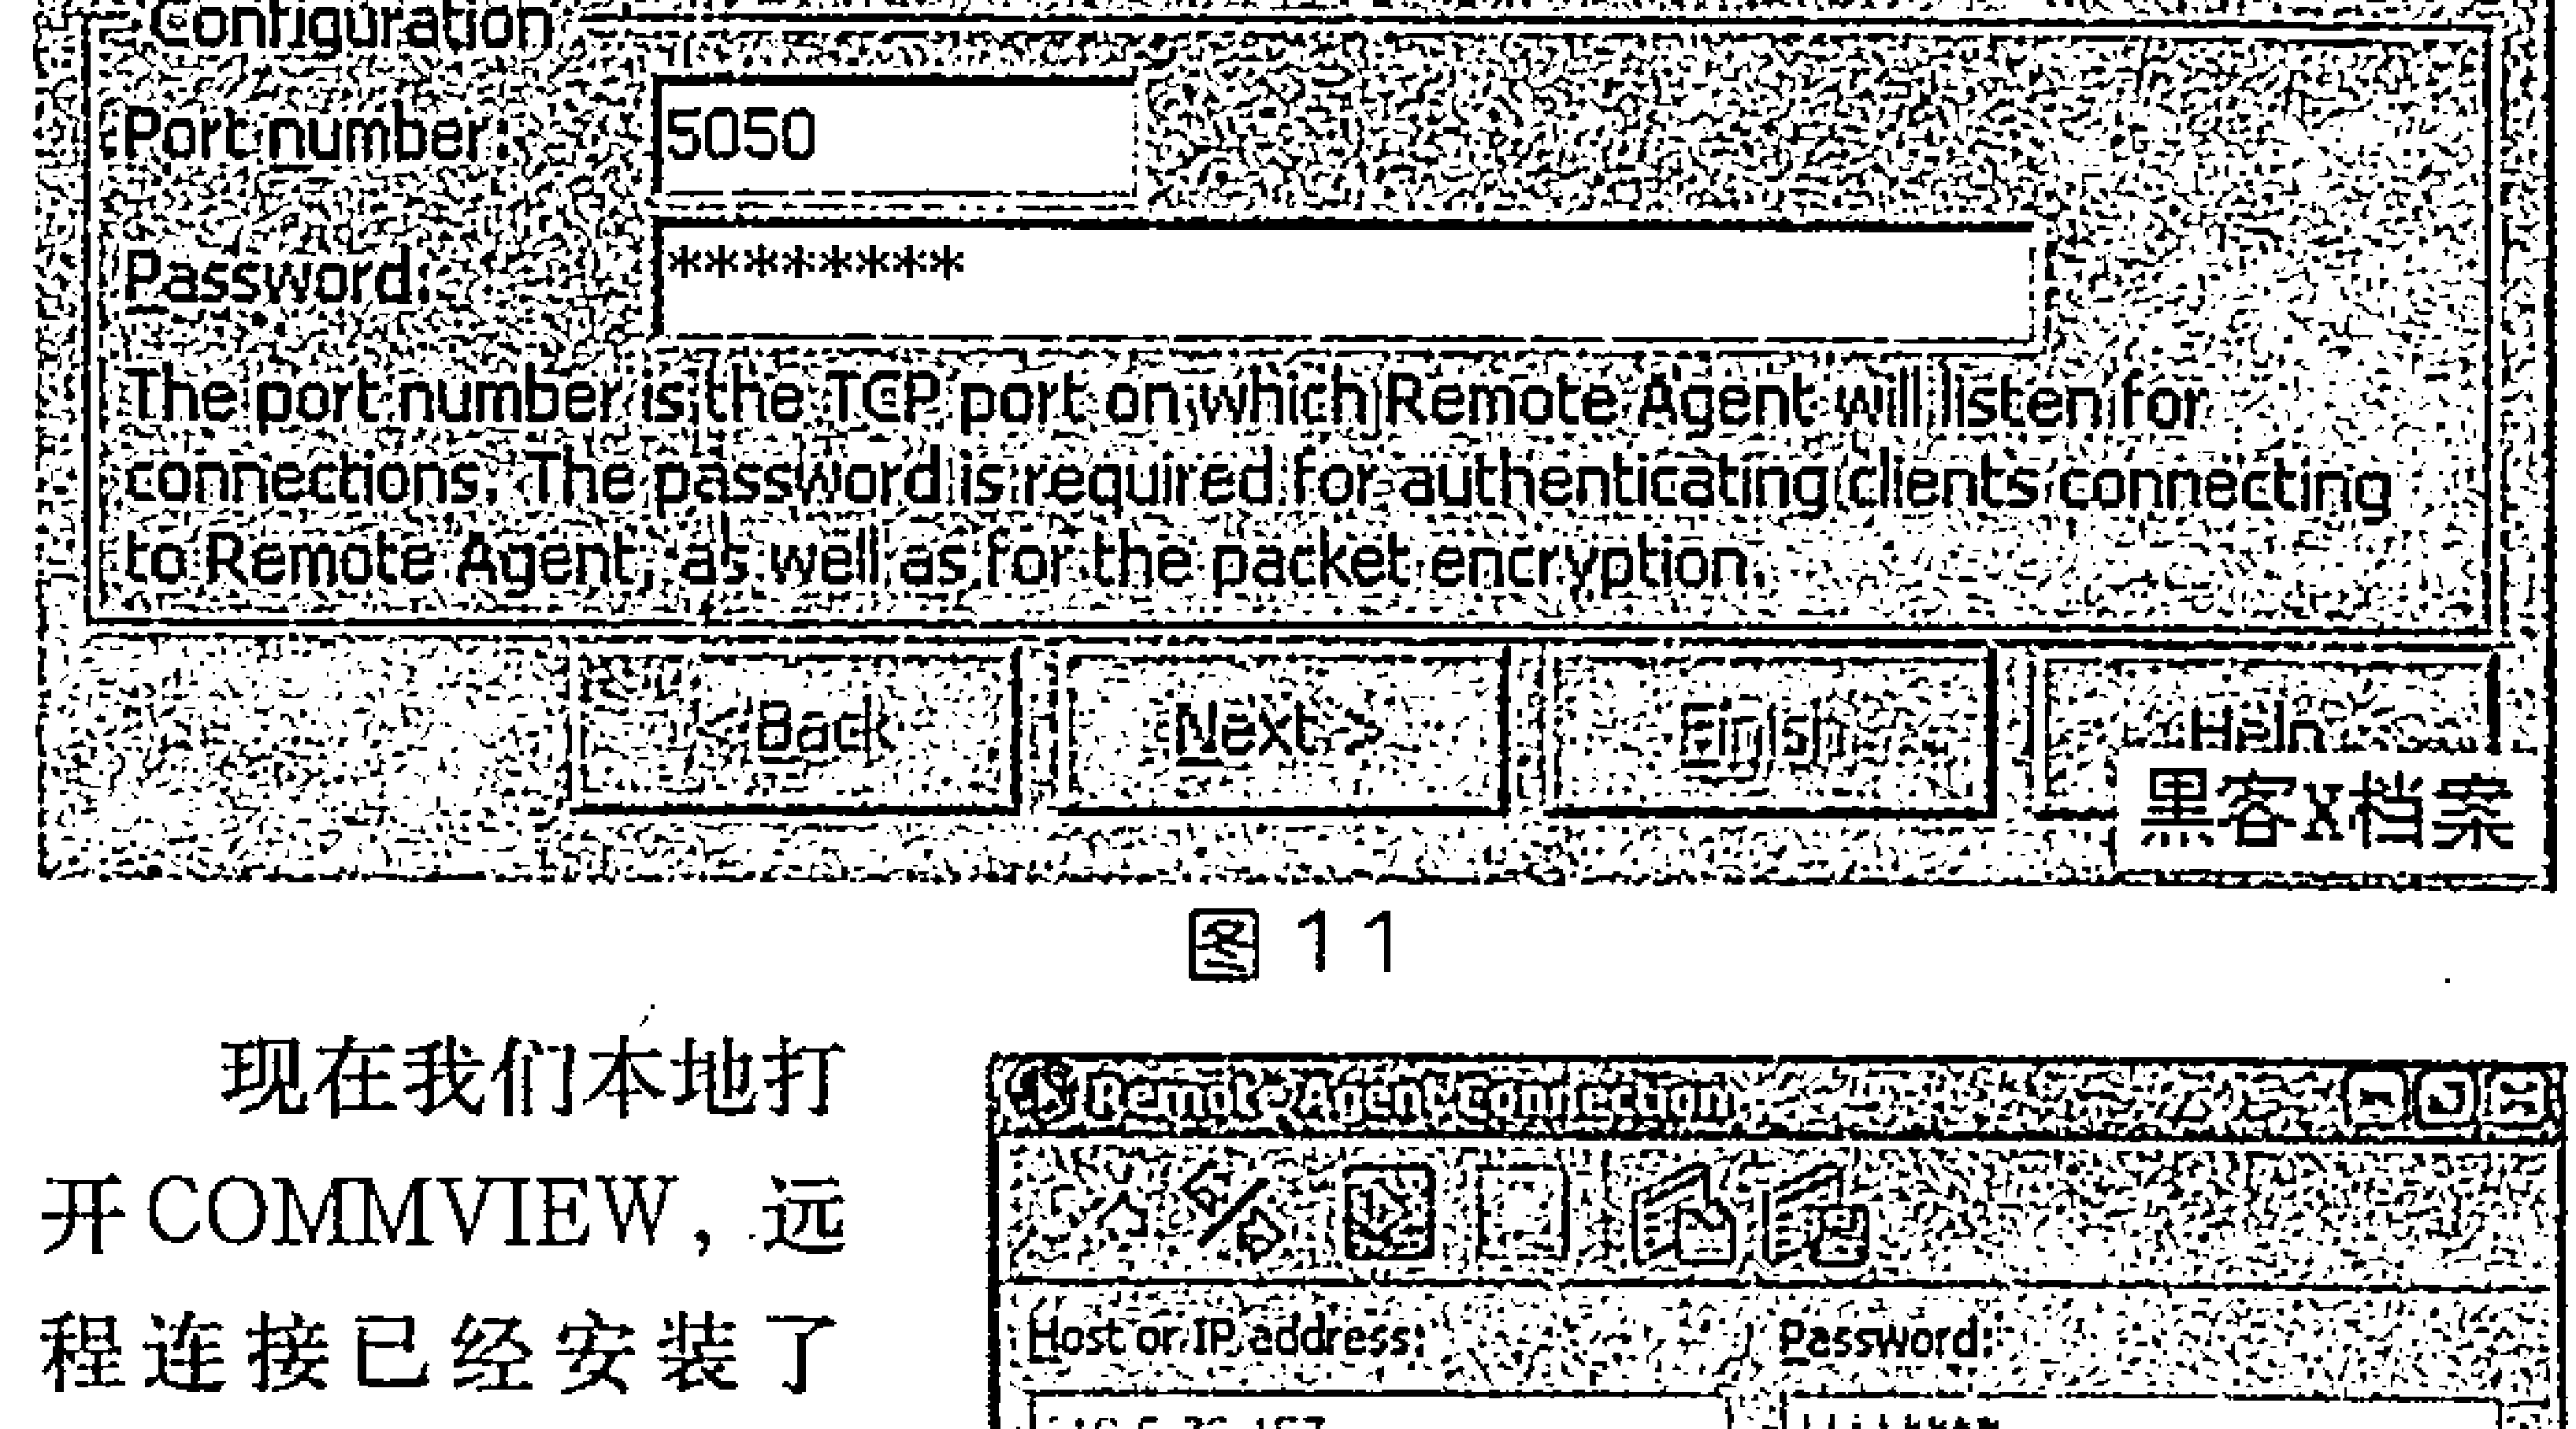 Configuration
Port number: 5050
Password: ********
The port number is the TCP port on which Remote Agent will listen for
connections. The password is required for authenticating clients connecting
to Remote Agent, as well as for the packet encryption.
< Back Next > Finish Help
黑客X档案
图 11
现在我们本地打
开COMMVIEW，远
程连接已经安装了
Remote Agent Connection
Host or IP address: Password: